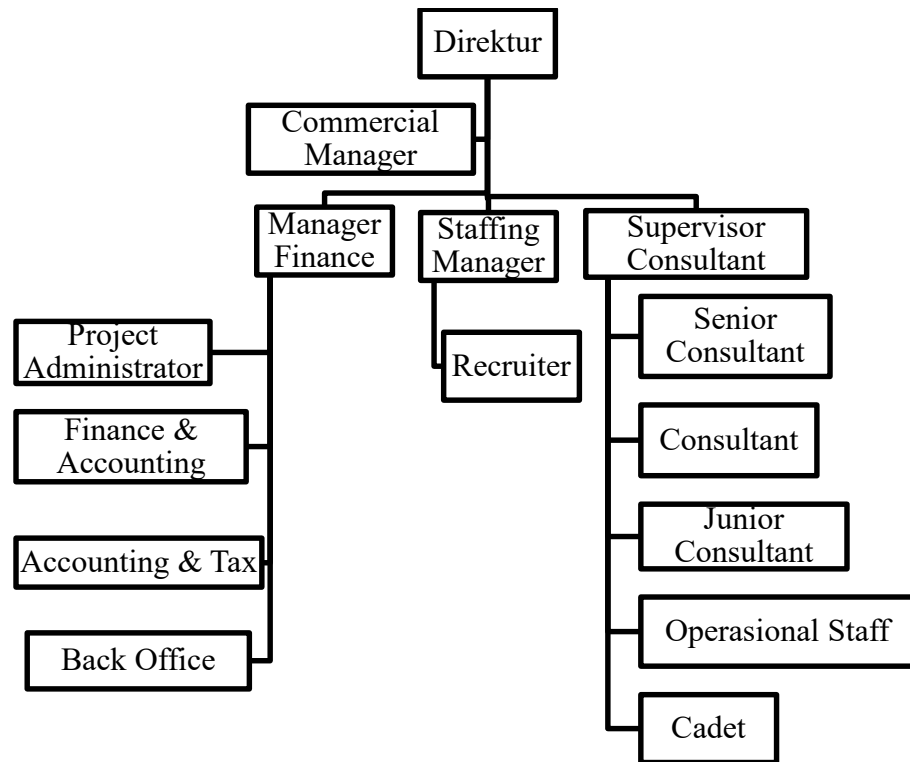 Direktur
Commercial
Manager
Manager
Finance
Staffing
Manager
Supervisor
Consultant
Project
Administrator
Finance &
Accounting
Accounting & Tax
Back Office
Recruiter
Senior
Consultant
Consultant
Junior
Consultant
Operasional Staff
Cadet